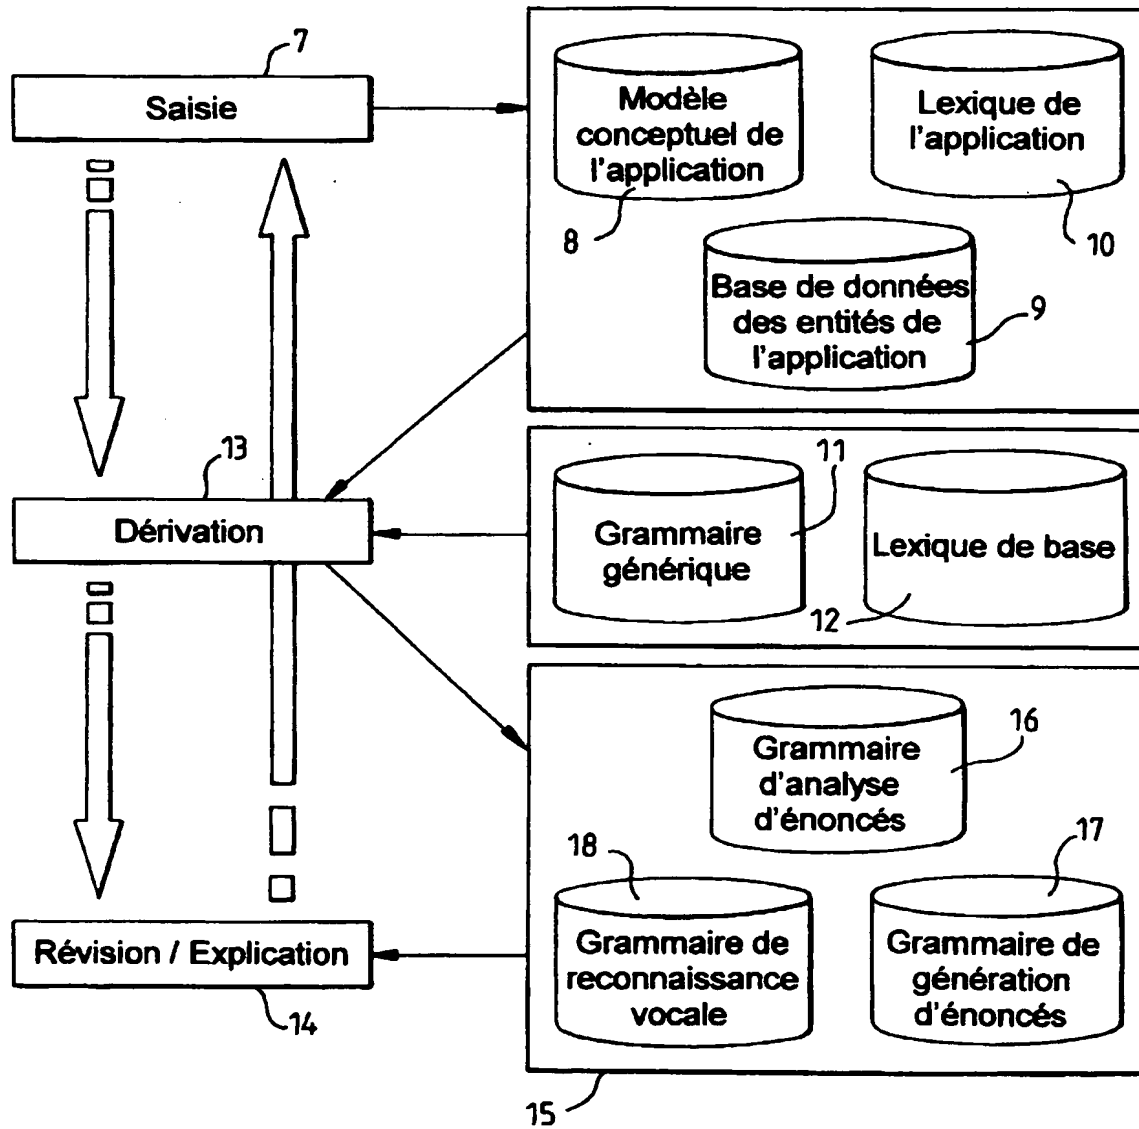 7
Saisie
Modèle
conceptuel de
l'application
8
Lexique de
l'application
10
Base de données
des entités de
l'application
9
13
Dérivation
Grammaire
générique
11
Lexique de base
12
Grammaire
d'analyse
d'énoncés
16
18
Grammaire de
reconnaissance
vocale
17
Grammaire de
génération
d'énoncés
Révision / Explication
14
15